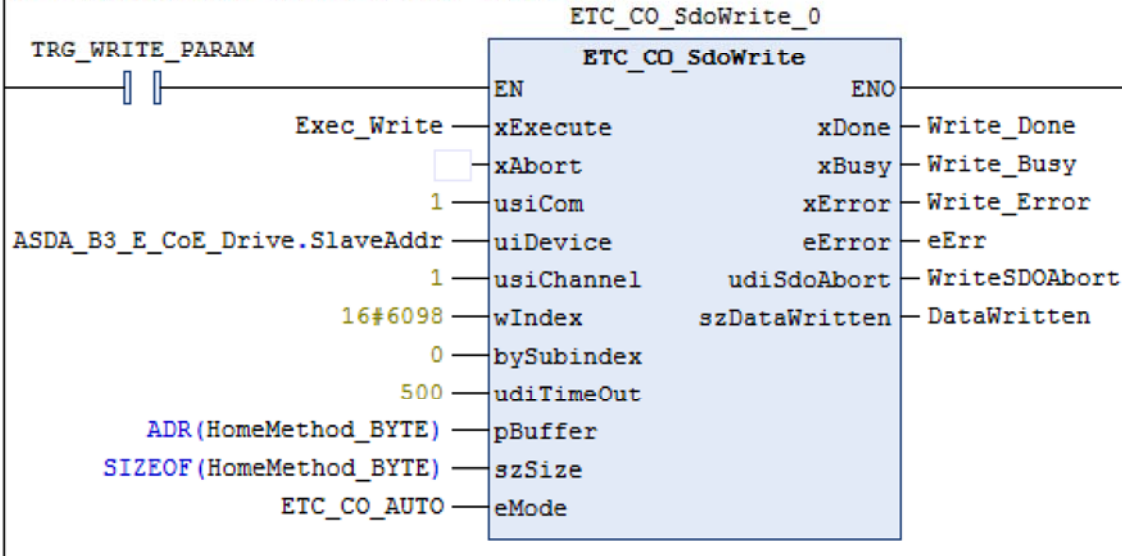 ETC_CO_SdoWrite_0
TRG_WRITE_PARAM
ETC_CO_SdoWrite
EN ENO
Exec_Write xExecute xDone Write_Done
xAbort xBusy Write_Busy
1 usiCom xError Write_Error
ASDA_B3_E_CoE_Drive.SlaveAddr uiDevice eError eErr
1 usiChannel udiSdoAbort WriteSDOAbort
16#6098 wIndex szDataWritten DataWritten
0 bySubindex
500 udiTimeOut
ADR(HomeMethod_BYTE) pBuffer
SIZEOF(HomeMethod_BYTE) szSize
ETC_CO_AUTO eMode